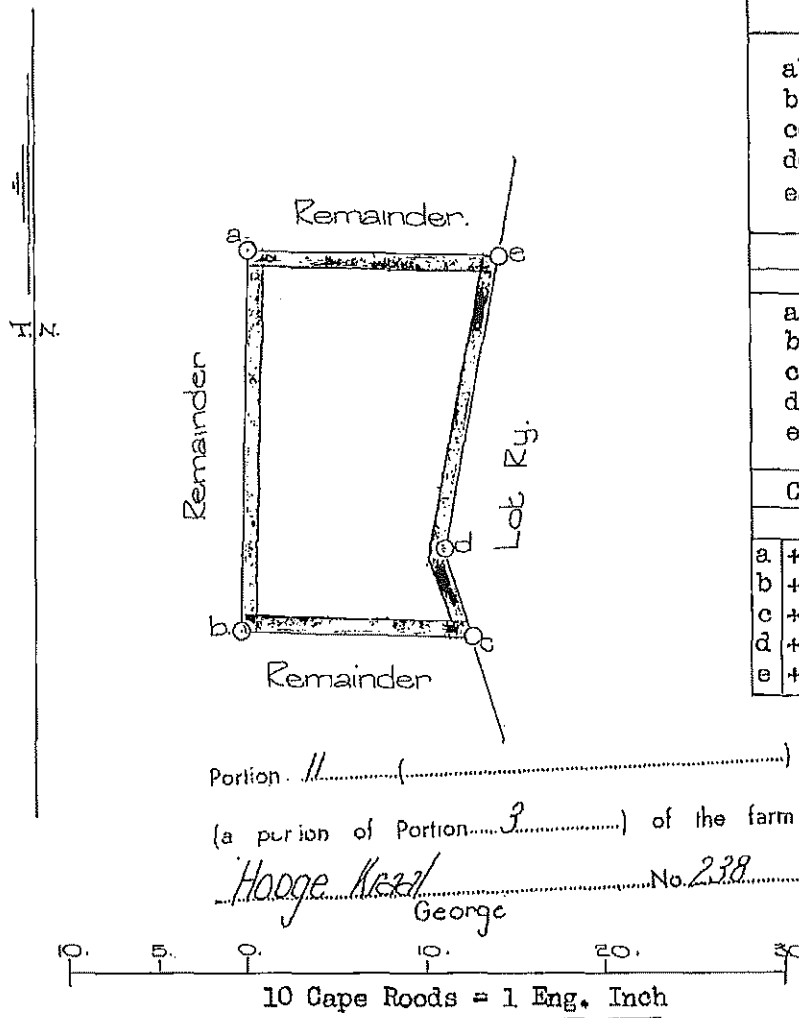 a
b
c
d
e
Remainder.
a.
e
T.N.
a
b
c
d
e
Remainder
Lot Ry.
d.
C
b.
c
Remainder
a +
b +
c +
d +
e +
Portion 11 ( )
(a portion of Portion 3 ) of the farm
Hooge Kraal No. 238
George
10. 5. 0. 10. 20. 30
10 Cape Roods = 1 Eng. Inch